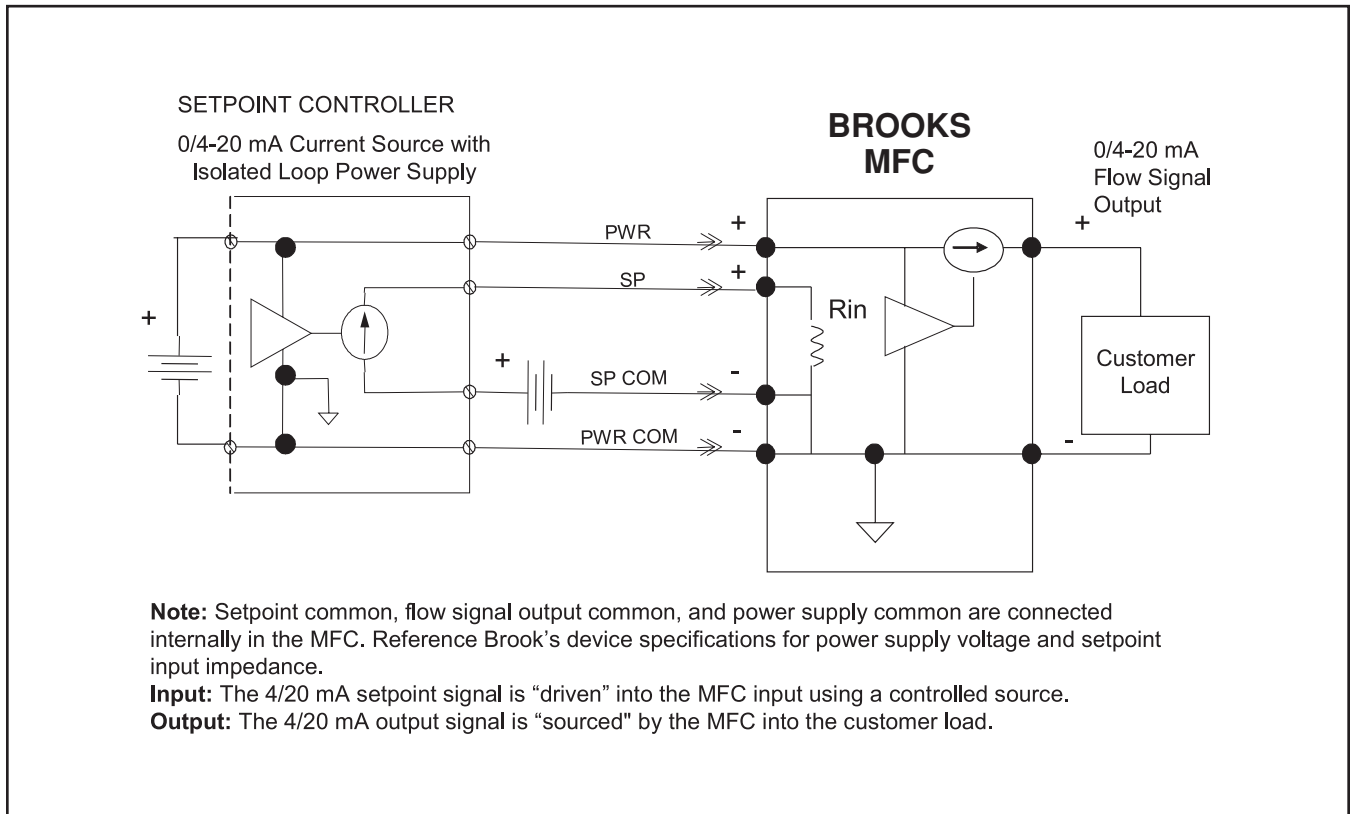 SETPOINT CONTROLLER
0/4-20 mA Current Source with
Isolated Loop Power Supply
BROOKS
MFC
0/4-20 mA
Flow Signal
Output
+
PWR
+
+
SP
+
Rin
+
+
SP COM
-
Customer
Load
PWR COM
-
-
Note: Setpoint common, flow signal output common, and power supply common are connected
internally in the MFC. Reference Brook's device specifications for power supply voltage and setpoint
input impedance.
Input: The 4/20 mA setpoint signal is “driven” into the MFC input using a controlled source.
Output: The 4/20 mA output signal is “sourced" by the MFC into the customer load.